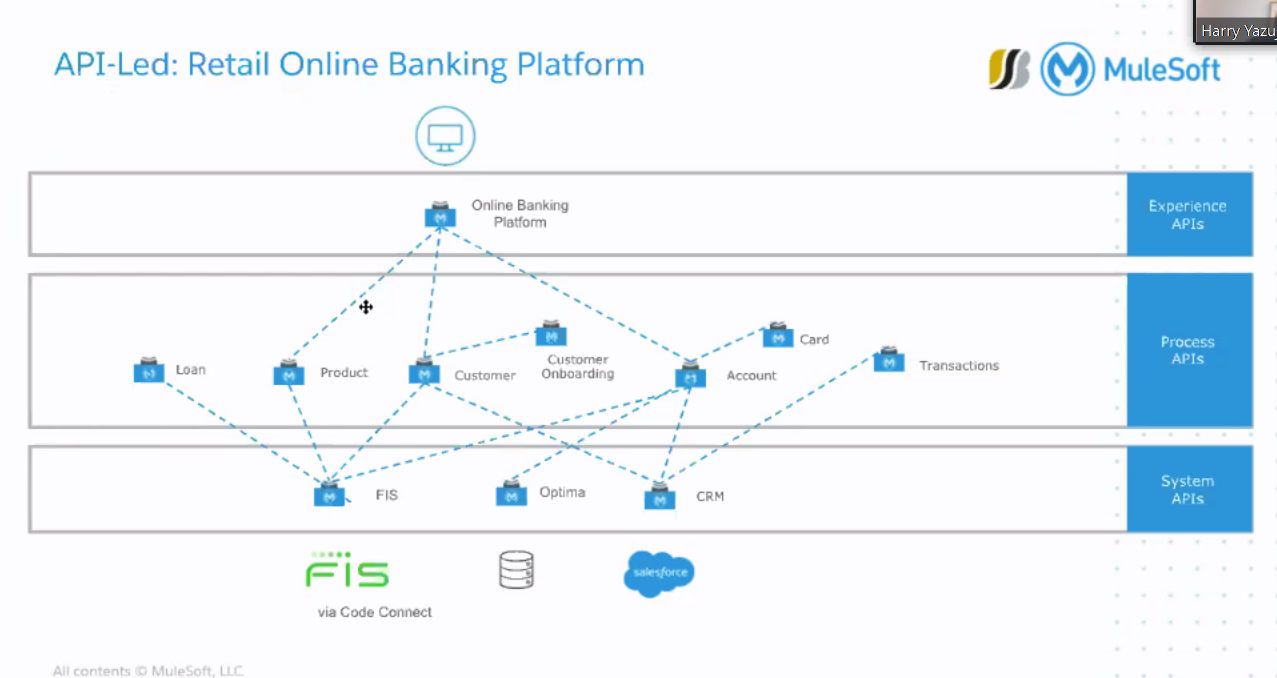 Harry Yazu
API-Led: Retail Online Banking Platform
MuleSoft
Online Banking
Platform
Experience
APIs
Loan
Product
Customer
Customer
Onboarding
Account
Card
Transactions
Process
APIs
FIS
Optima
CRM
System
APIs
FIS
salesforce
via Code Connect
All contents © MuleSoft, LLC.